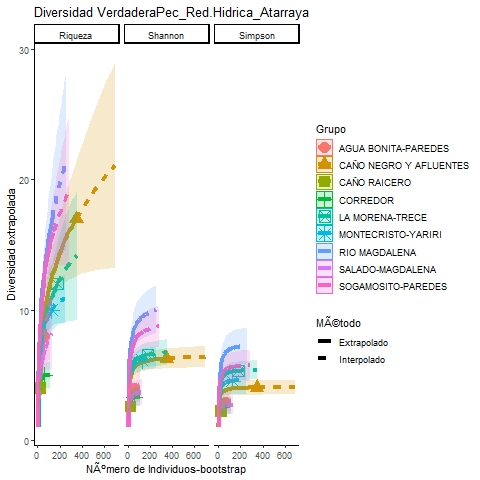 Diversidad VerdaderaPec_Red.Hidrica_Atarraya
Riqueza
Shannon
Simpson
Diversidad extrapolada
30
20
10
0
0 200 400 600
0 200 400 600
0 200 400 600
NÃºmero de Individuos-bootstrap
Grupo
AGUA BONITA-PAREDES
CAÑO NEGRO Y AFLUENTES
CAÑO RAICERO
CORREDOR
LA MORENA-TRECE
MONTECRISTO-YARIRI
RIO MAGDALENA
SALADO-MAGDALENA
SOGAMOSITO-PAREDES
MÃ©todo
Extrapolado
Interpolado